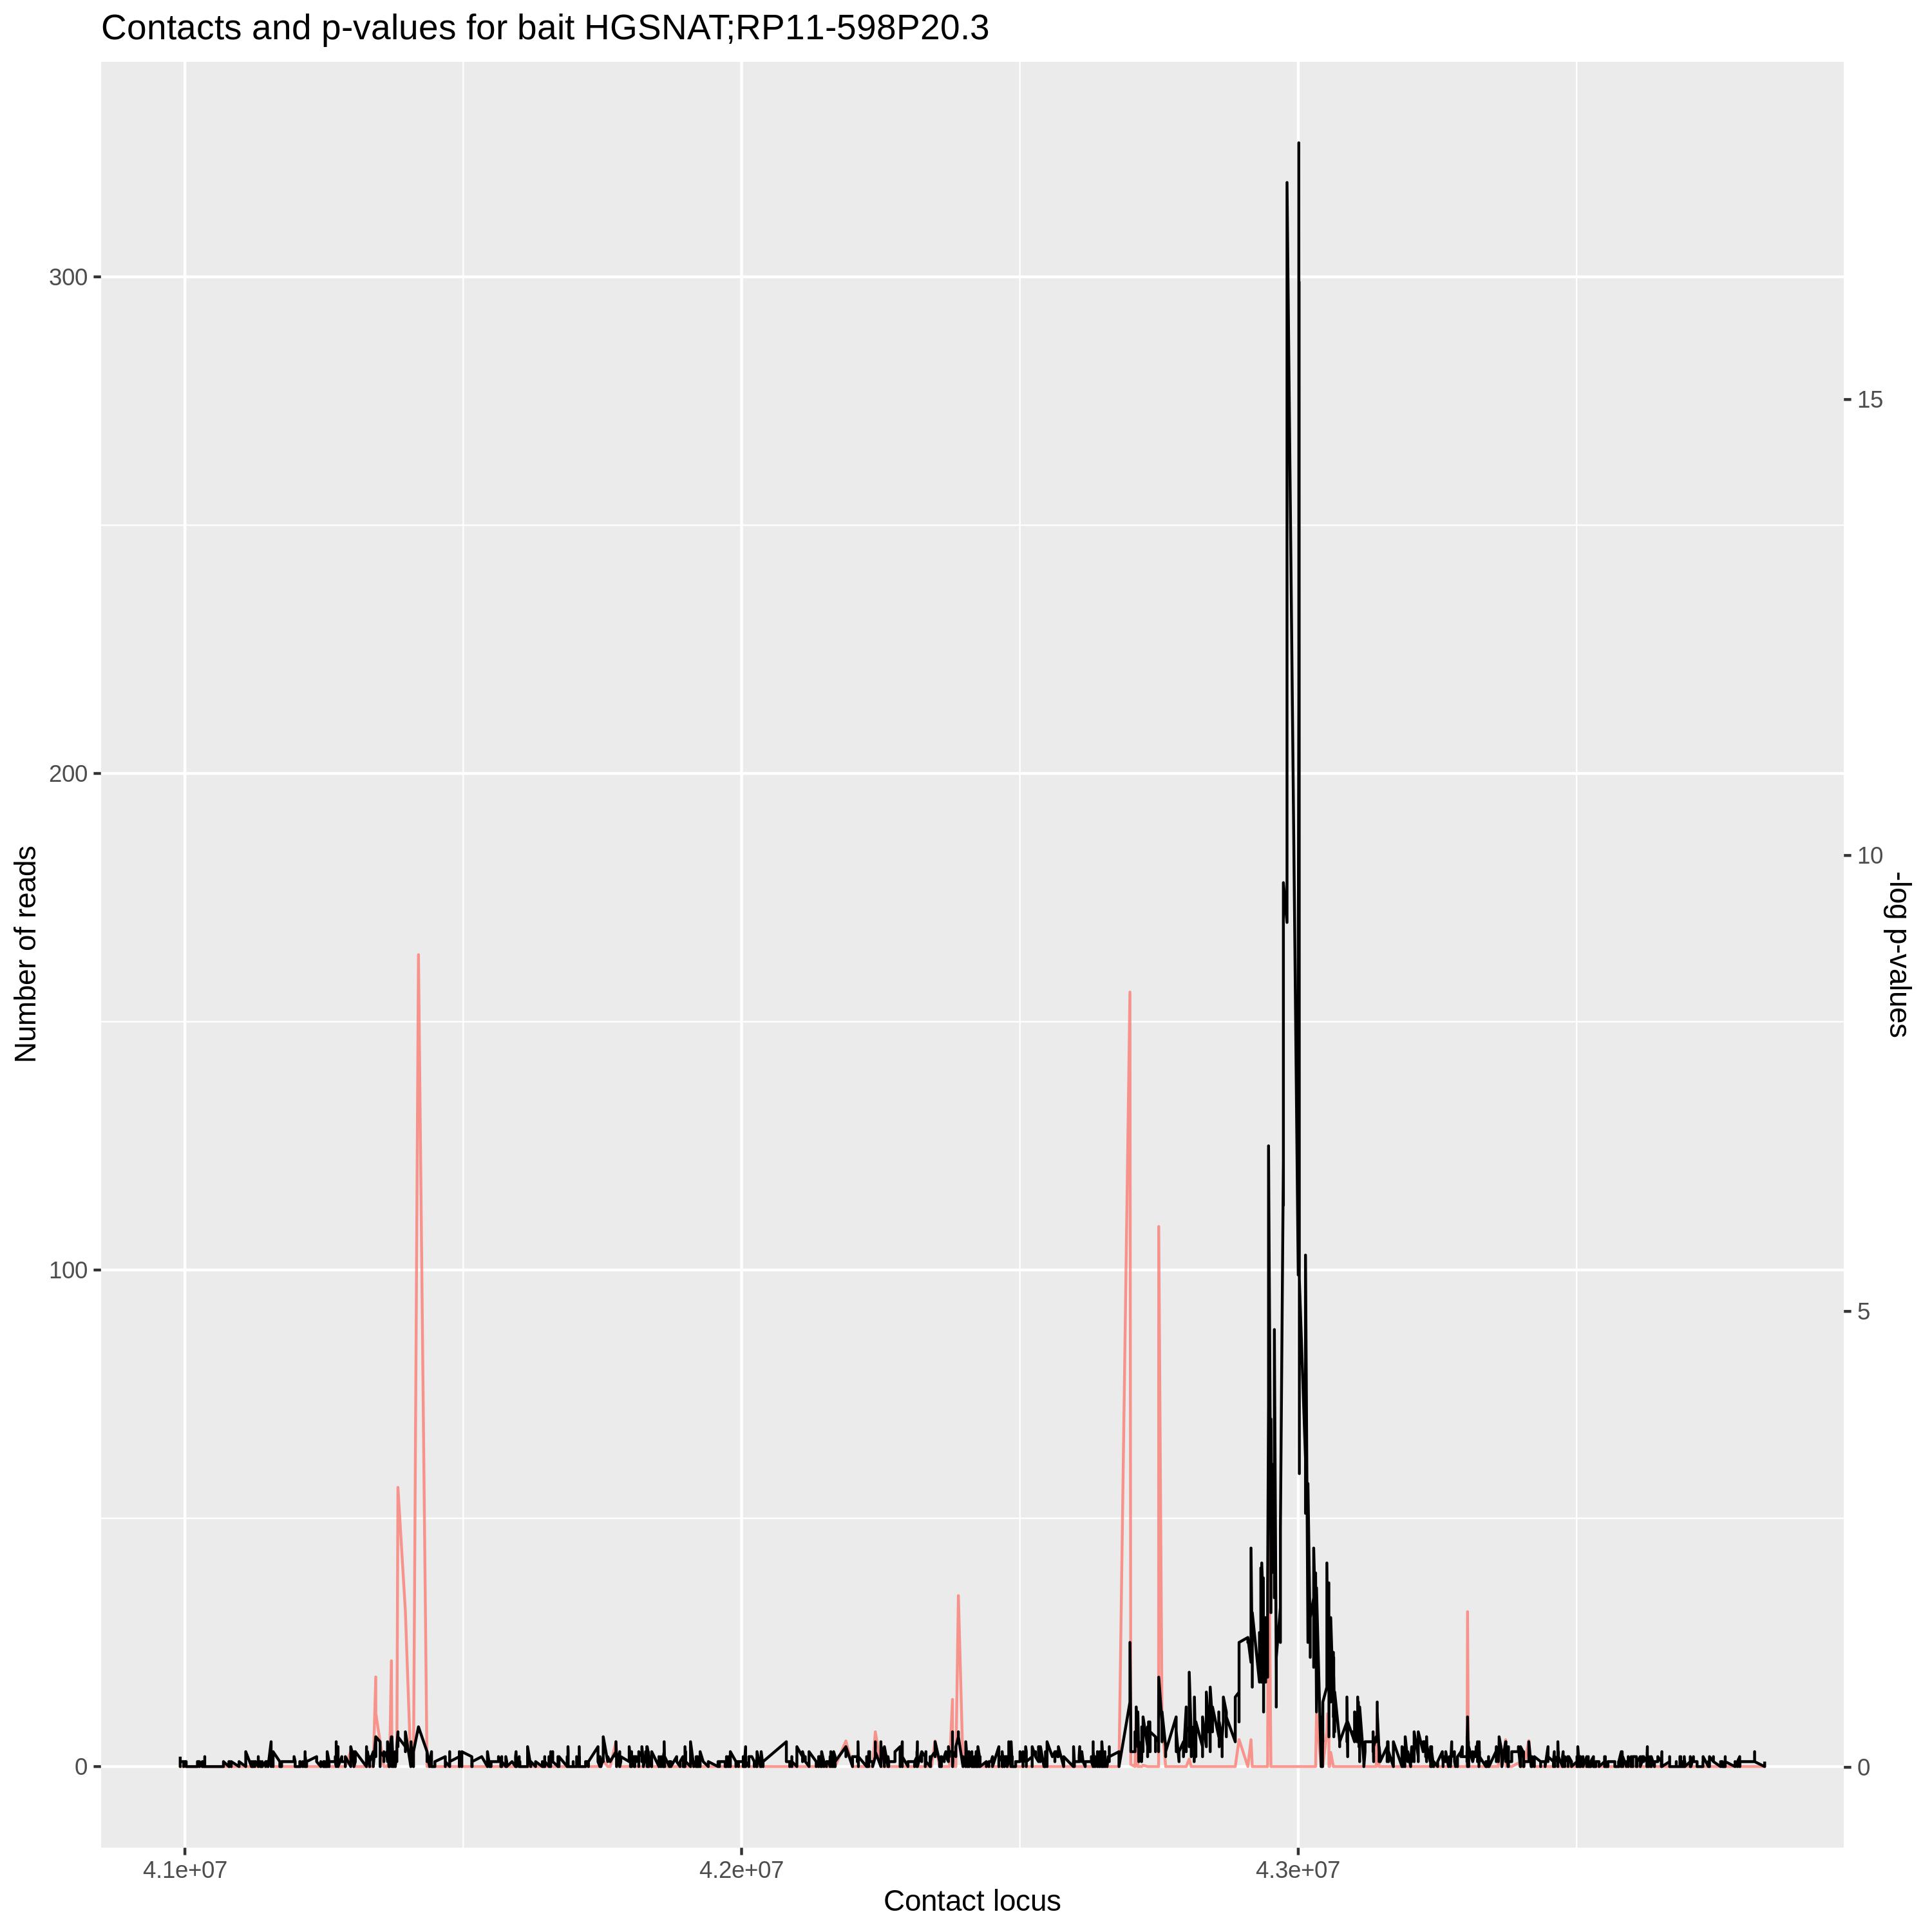 Contacts and p-values for bait HGSNAT;RP11-598P20.3
300
200
100
0
Number of reads
15
10
5
0
-log p-values
4.1e+07
4.2e+07
4.3e+07
Contact locus